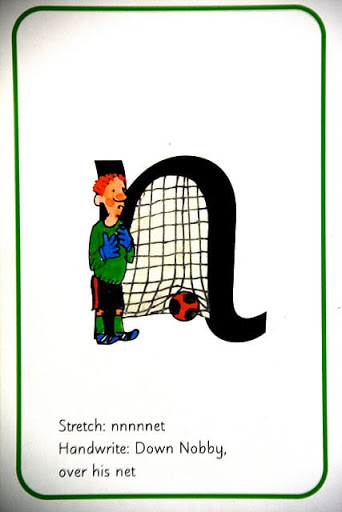 n
Stretch: nnnnnet
Handwrite: Down Nobby,
over his net